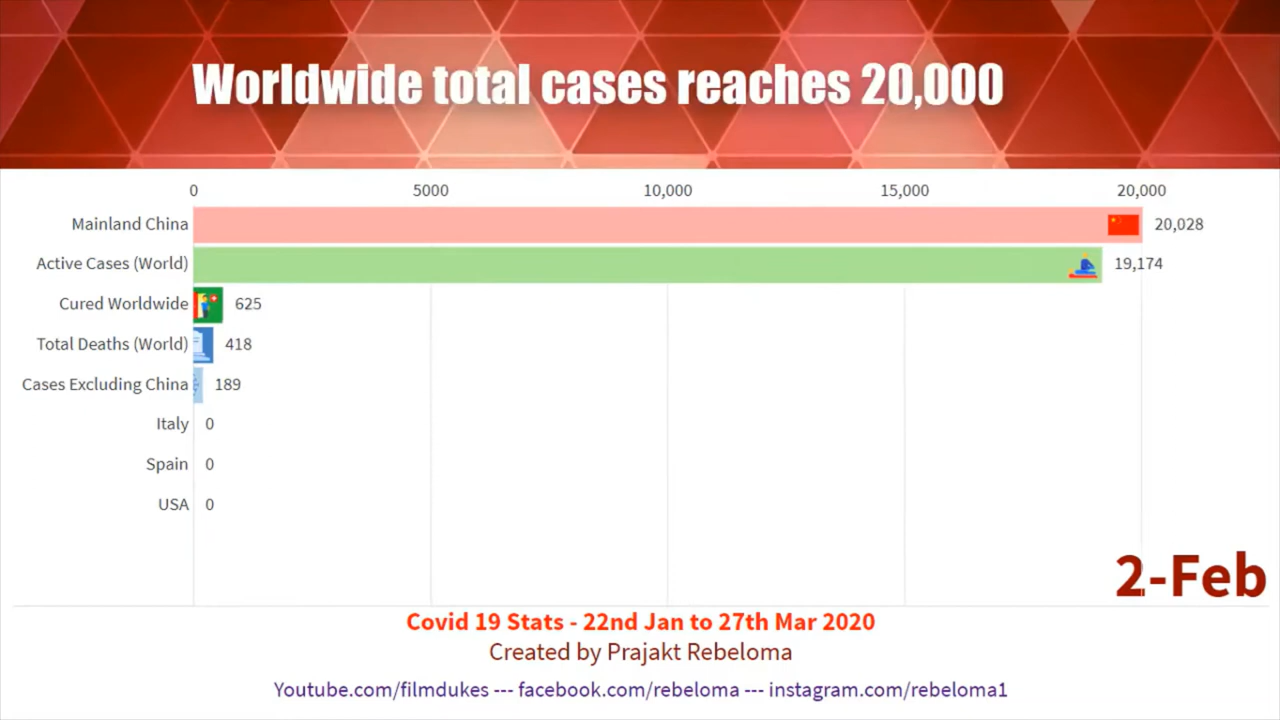 Worldwide total cases reaches 20,000
0 5000 10,000 15,000 20,000
Mainland China 20,028
Active Cases (World) 19,174
Cured Worldwide 625
Total Deaths (World) 418
Cases Excluding China 189
Italy 0
Spain 0
USA 0
2-Feb
Covid 19 Stats - 22nd Jan to 27th Mar 2020
Created by Prajakt Rebeloma
Youtube.com/filmdukes --- facebook.com/rebeloma --- instagram.com/rebeloma1